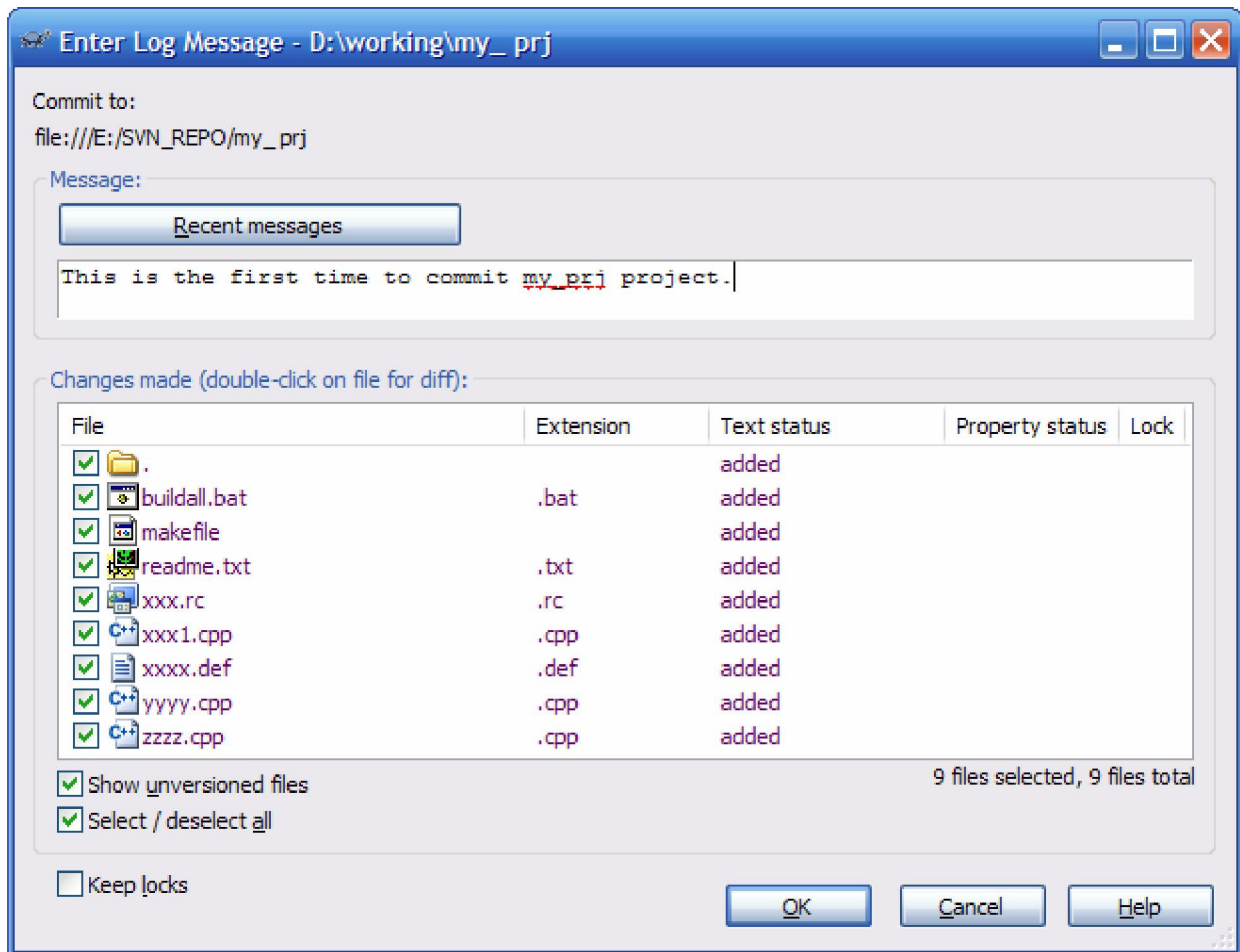 Enter Log Message - D:\working\my_ prj
Commit to:
file:///E:/SVN_REPO/my_ prj
Message:
Recent messages
This is the first time to commit my_prj project.
Changes made (double-click on file for diff):
File Extension Text status Property status Lock
. added
buildall.bat .bat added
makefile added
readme.txt .txt added
xxx.rc .rc added
xxx1.cpp .cpp added
xxxx.def .def added
yyyy.cpp .cpp added
zzzz.cpp .cpp added
Show unversioned files 9 files selected, 9 files total
Select / deselect all
Keep locks
OK Cancel Help